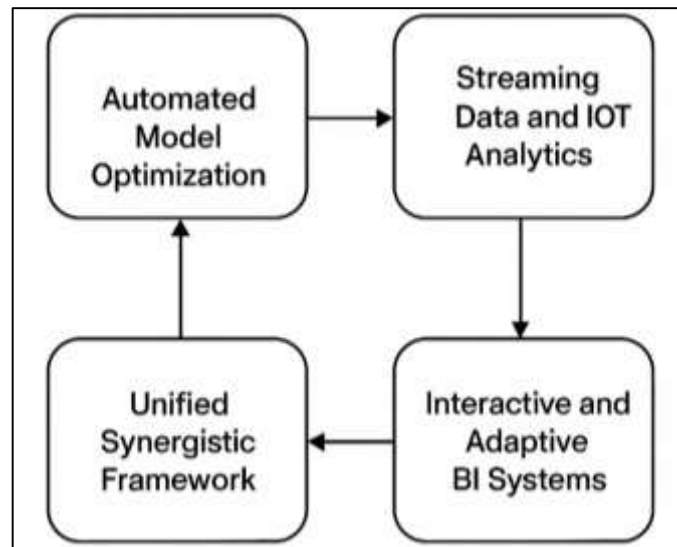 Automated
Model
Optimization
Streaming
Data and IOT
Analytics
Unified
Synergistic
Framework
Interactive and
Adaptive
BI Systems